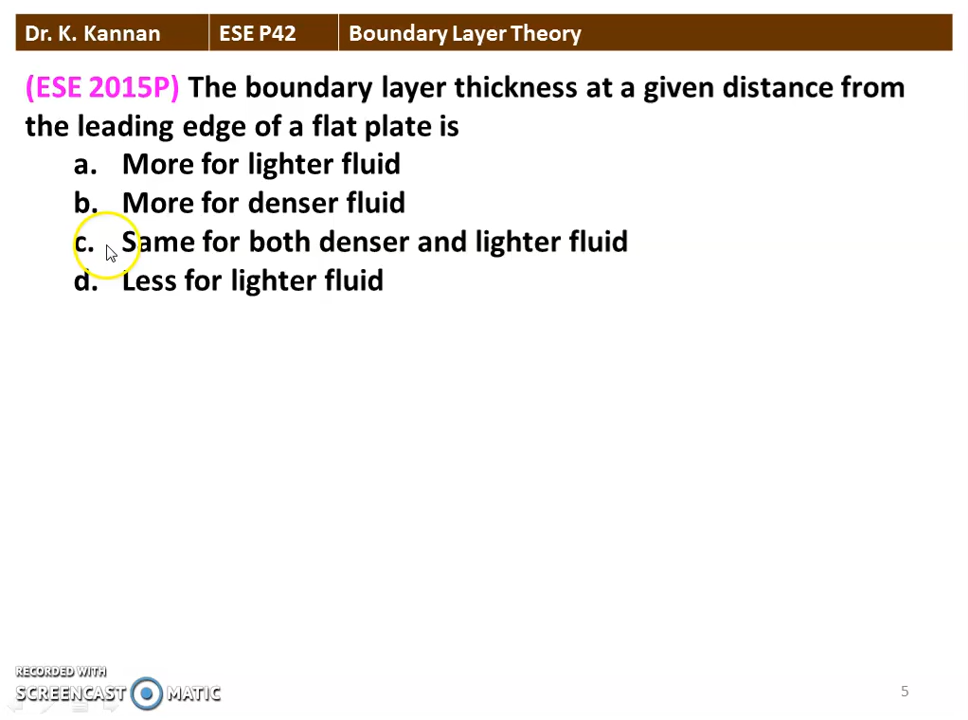 Dr. K. Kannan ESE P42 Boundary Layer Theory
(ESE 2015P) The boundary layer thickness at a given distance from
the leading edge of a flat plate is
a. More for lighter fluid
b. More for denser fluid
c. Same for both denser and lighter fluid
d. Less for lighter fluid
RECORDED WITH
SCREENCAST MATIC
5